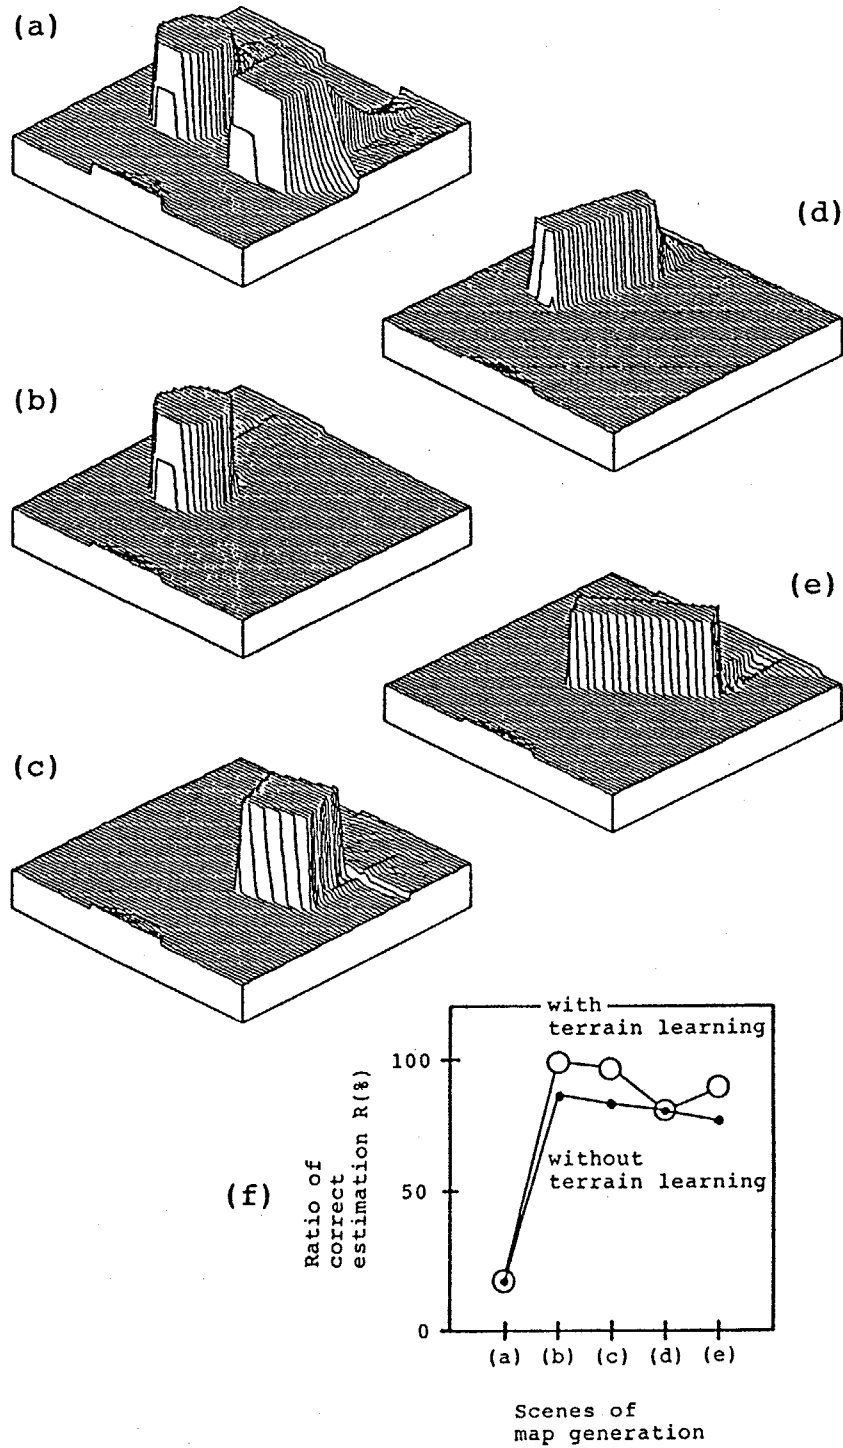 (a)
(d)
(b)
(e)
(c)
with
terrain learning
100
50
0
Ratio of
correct
estimation R(%)
without
terrain learning
(f)
(a) (b) (c) (d) (e)
Scenes of
map generation